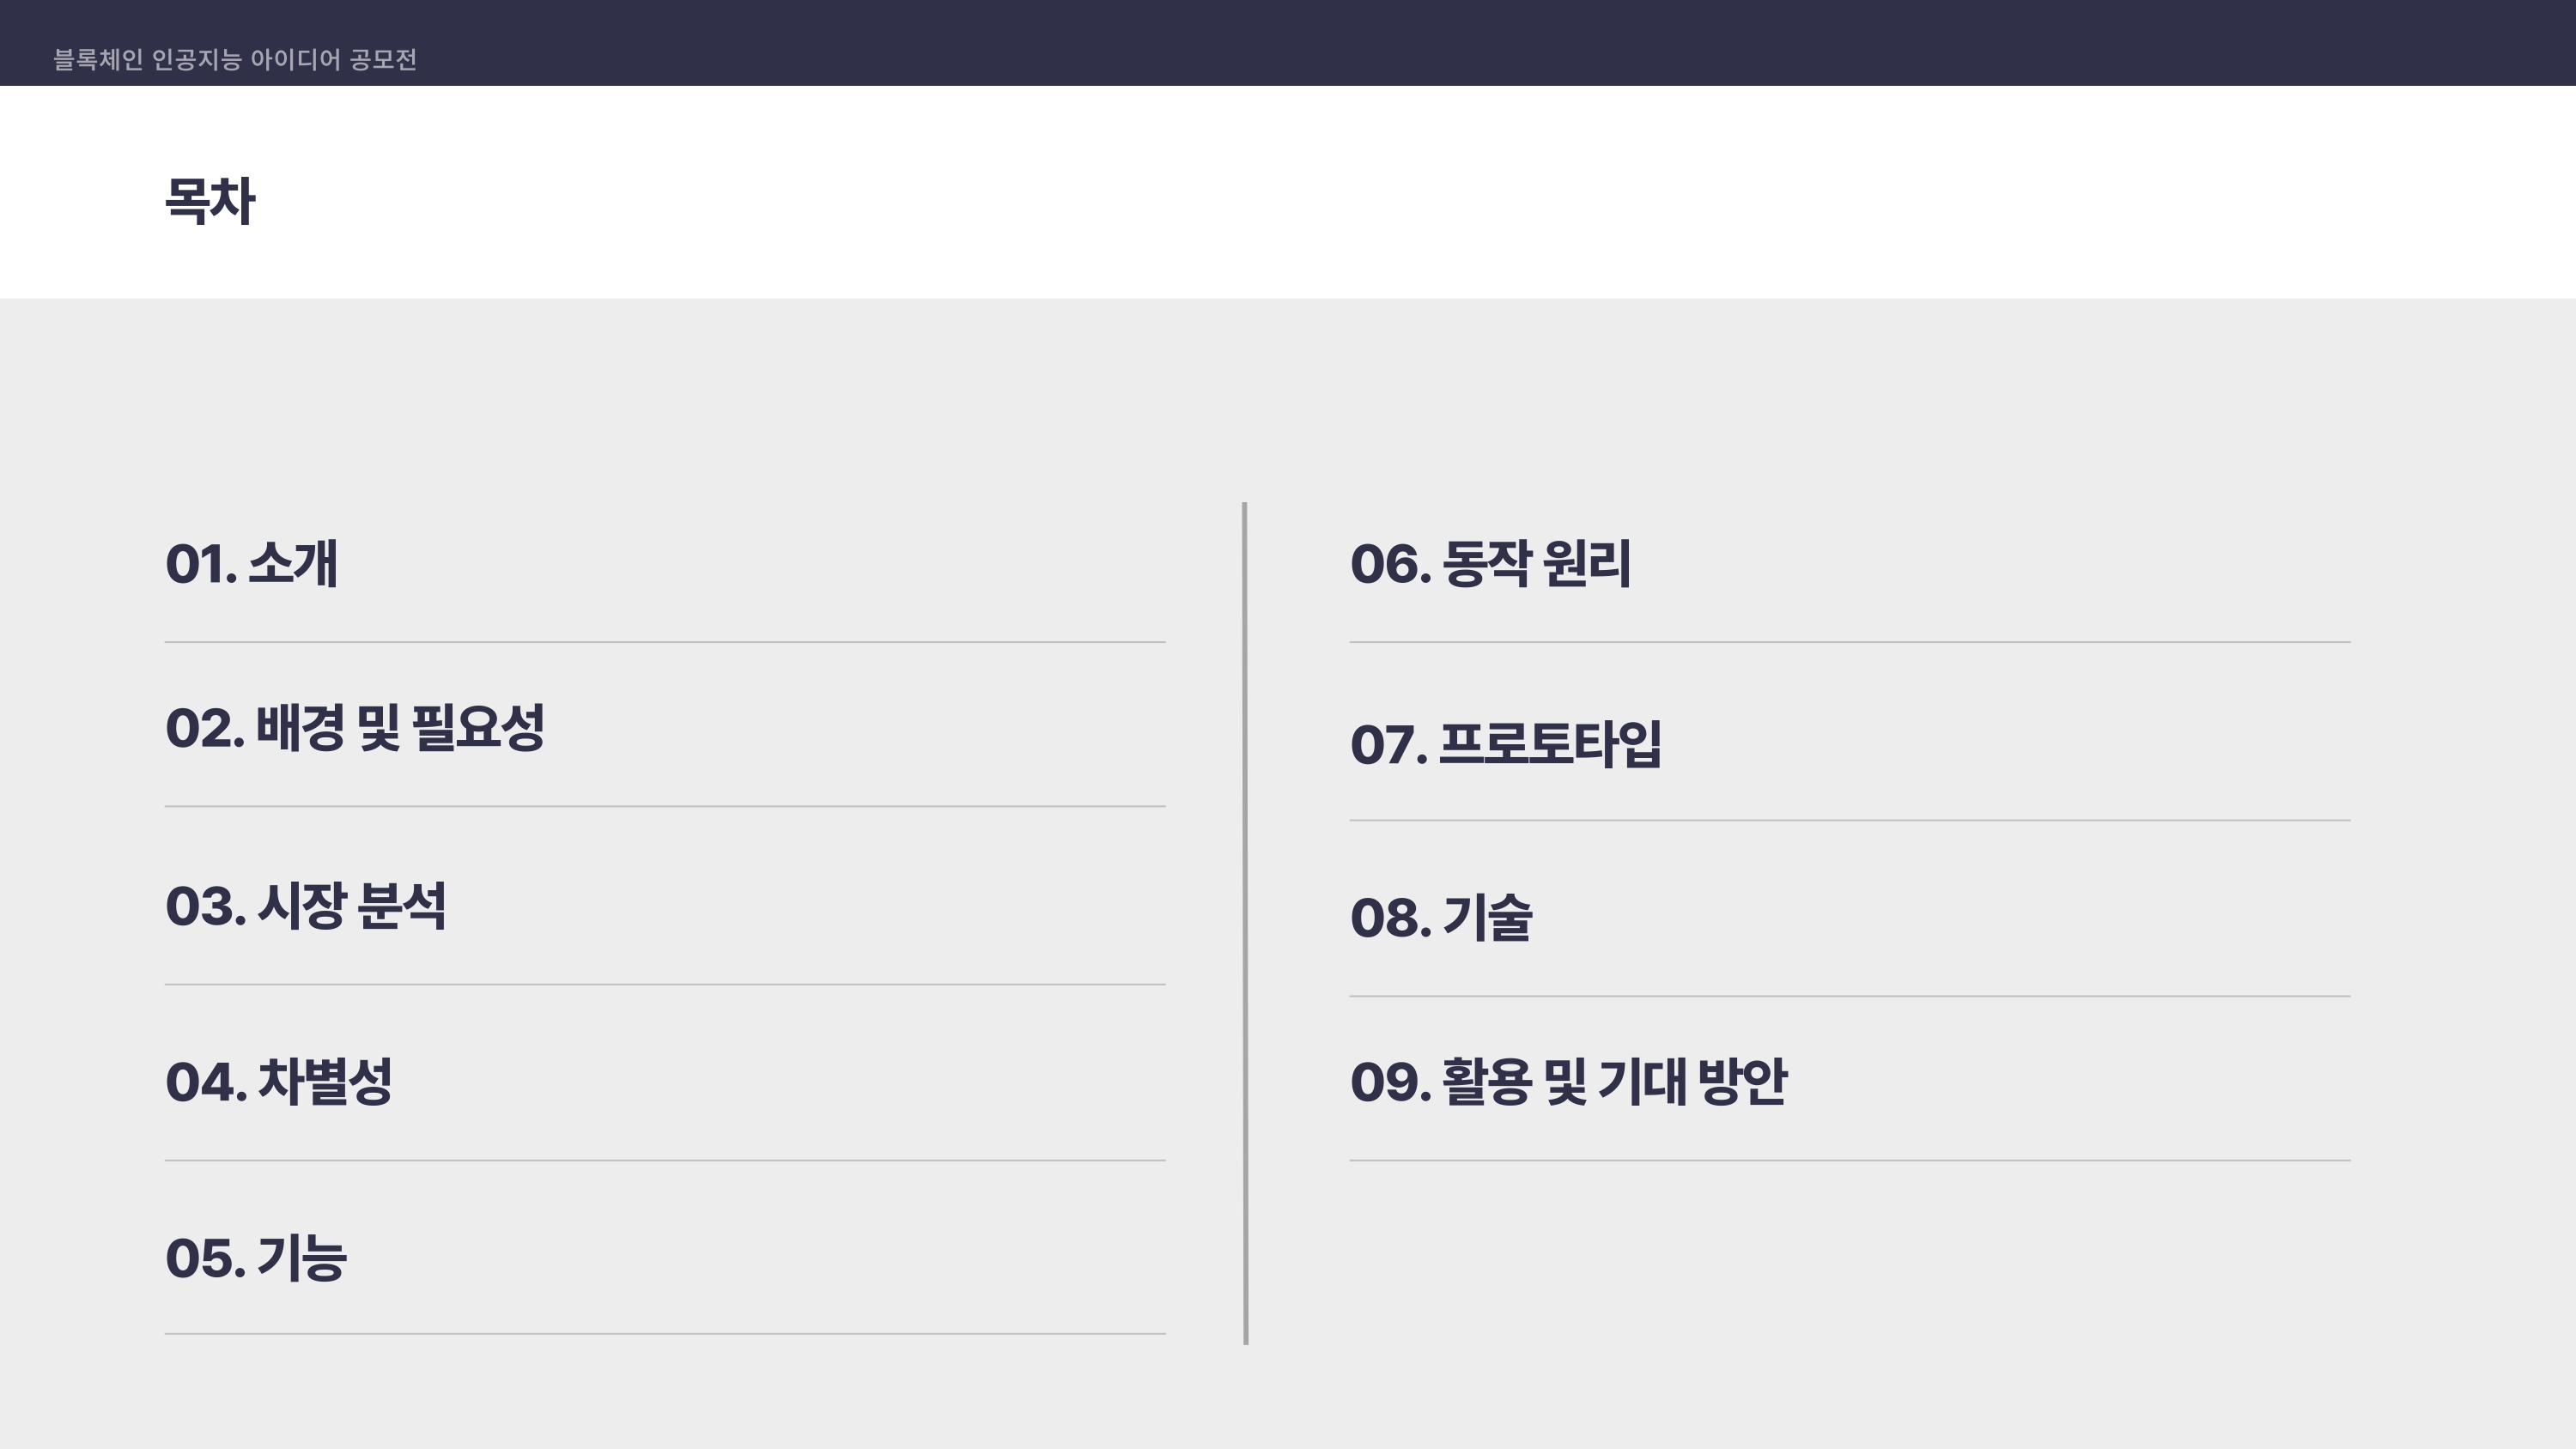 블록체인 인공지능 아이디어 공모전
목차
01. 소개
02. 배경 및 필요성
03. 시장 분석
04. 차별성
05. 기능
06. 동작 원리
07. 프로토타입
08. 기술
09. 활용 및 기대 방안